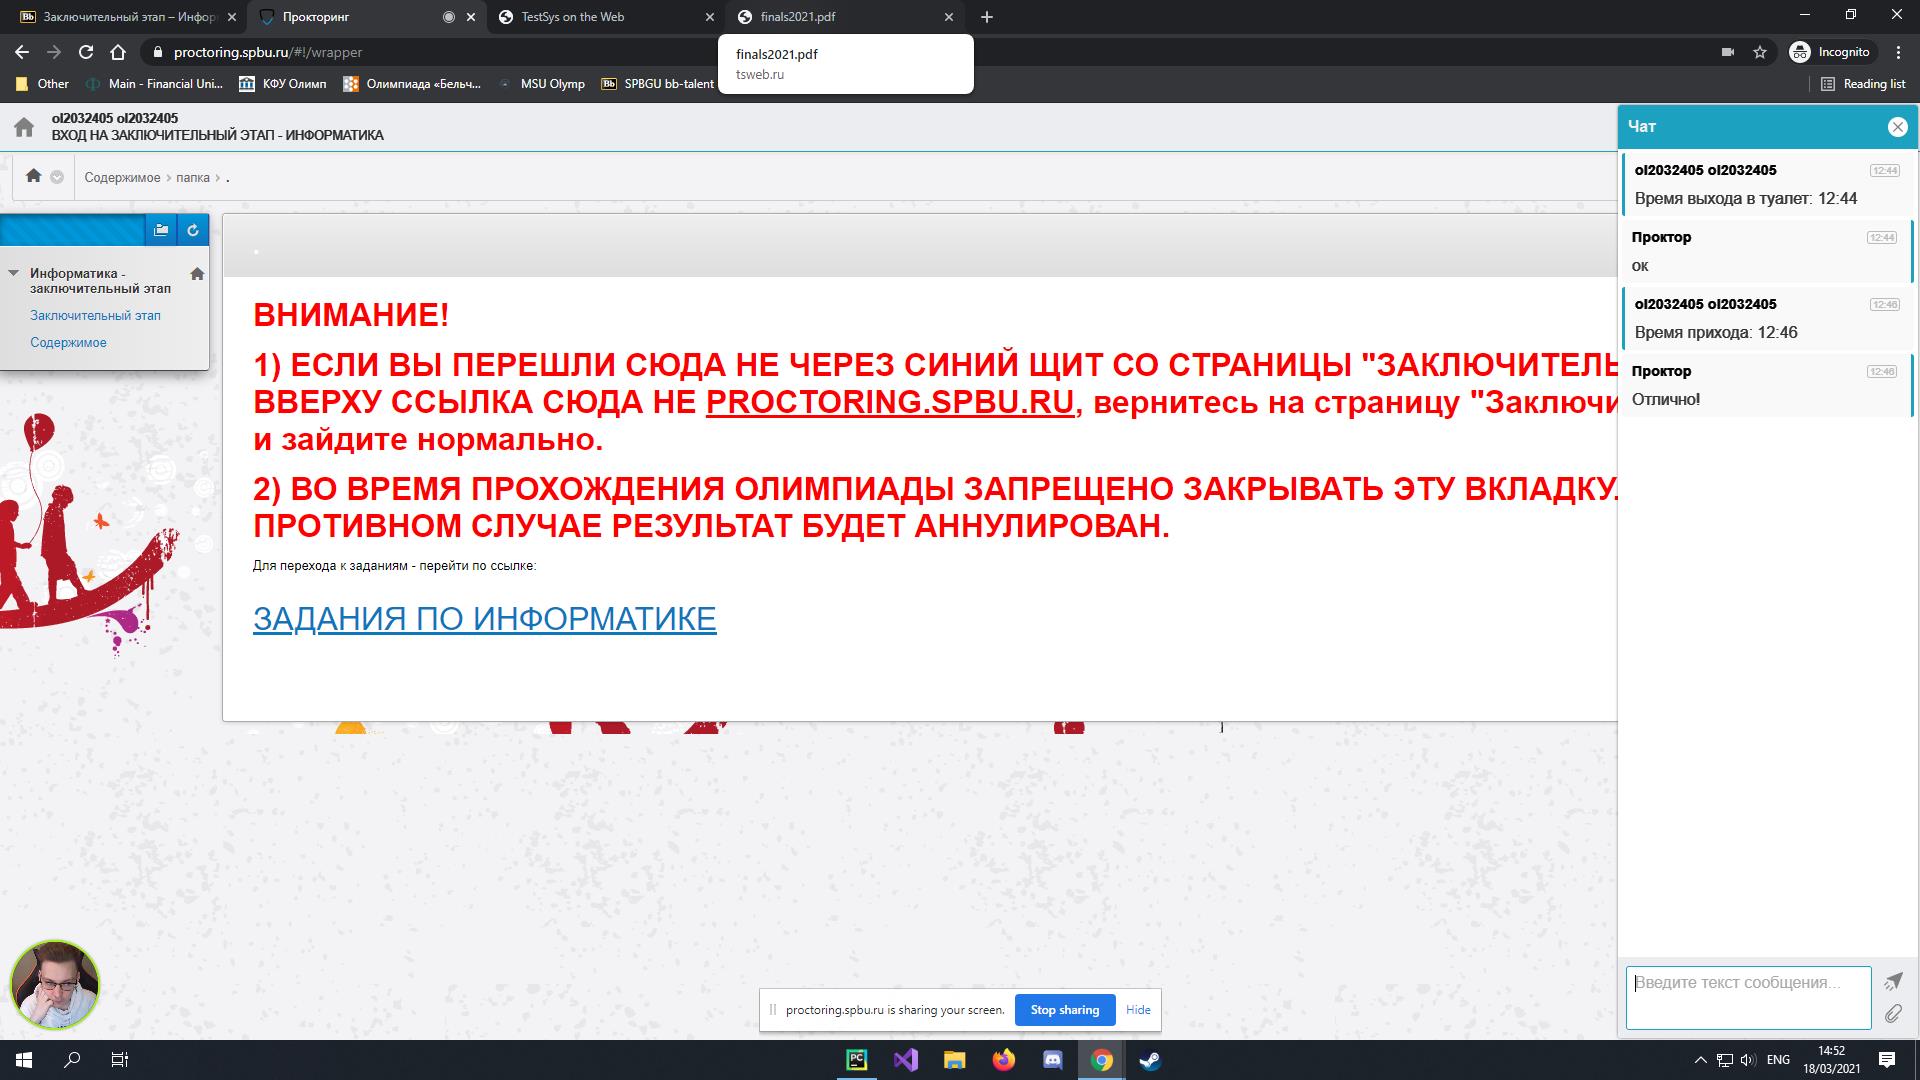 Заключительный этап – Инфор
Прокторинг
TestSys on the Web
finals2021.pdf
proctoring.spbu.ru/#!/wrapper
Incognito
finals2021.pdf
tsweb.ru
Other
Main - Financial Uni...
КФУ Олимп
Олимпиада «Бельч...
MSU Olymp
SPBGU bb-talent
Reading list
ol2032405 ol2032405
ВХОД НА ЗАКЛЮЧИТЕЛЬНЫЙ ЭТАП - ИНФОРМАТИКА
Содержимое > папка > .
Информатика -
заключительный этап
Заключительный этап
Содержимое
.
ВНИМАНИЕ!
1) ЕСЛИ ВЫ ПЕРЕШЛИ СЮДА НЕ ЧЕРЕЗ СИНИЙ ЩИТ СО СТРАНИЦЫ "ЗАКЛЮЧИТЕЛЬ
ВВЕРХУ ССЫЛКА СЮДА НЕ PROCTORING.SPBU.RU, вернитесь на страницу "Заключи
и зайдите нормально.
2) ВО ВРЕМЯ ПРОХОЖДЕНИЯ ОЛИМПИАДЫ ЗАПРЕЩЕНО ЗАКРЫВАТЬ ЭТУ ВКЛАДКУ.
ПРОТИВНОМ СЛУЧАЕ РЕЗУЛЬТАТ БУДЕТ АННУЛИРОВАН.
Для перехода к заданиям - перейти по ссылке:
ЗАДАНИЯ ПО ИНФОРМАТИКЕ
Чат
ol2032405 ol2032405 12:44
Время выхода в туалет: 12:44
Проктор 12:44
ок
ol2032405 ol2032405 12:46
Время прихода: 12:46
Проктор 12:46
Отлично!
Введите текст сообщения...
proctoring.spbu.ru is sharing your screen.
Stop sharing
Hide
ENG
14:52
18/03/2021